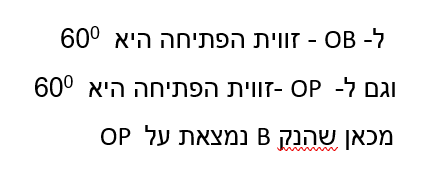 ל- OB - זווית הפתיחה היא 60⁰
וגם ל- OP -זווית הפתיחה היא 60⁰
מכאן שהנק B נמצאת על OP